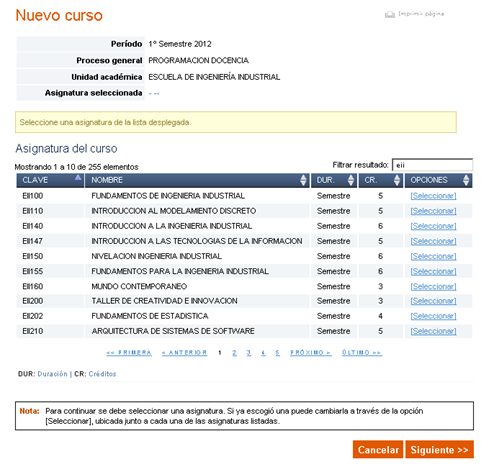 Nuevo curso
Imprimir página
Período 1º Semestre 2012
Proceso general PROGRAMACION DOCENCIA
Unidad académica ESCUELA DE INGENIERÍA INDUSTRIAL
Asignatura seleccionada - --
Seleccione una asignatura de la lista desplegada.
Asignatura del curso
Mostrando 1 a 10 de 255 elementos Filtrar resultado: eii
CLAVE NOMBRE DUR. CR. OPCIONES
EII100 FUNDAMENTOS DE INGENIERIA INDUSTRIAL Semestre 5 [Seleccionar]
EII110 INTRODUCCION AL MODELAMIENTO DISCRETO Semestre 5 [Seleccionar]
EII140 INTRODUCCION A LA INGENIERIA INDUSTRIAL Semestre 6 [Seleccionar]
EII147 INTRODUCCION A LAS TECNOLOGIAS DE LA INFORMACION Semestre 5 [Seleccionar]
EII150 NIVELACION INGENIERIA INDUSTRIAL Semestre 6 [Seleccionar]
EII155 FUNDAMENTOS PARA LA INGENIERIA INDUSTRIAL Semestre 6 [Seleccionar]
EII160 MUNDO CONTEMPORANEO Semestre 3 [Seleccionar]
EII200 TALLER DE CREATIVIDAD E INNOVACION Semestre 3 [Seleccionar]
EII202 FUNDAMENTOS DE ESTADISTICA Semestre 4 [Seleccionar]
EII210 ARQUITECTURA DE SISTEMAS DE SOFTWARE Semestre 5 [Seleccionar]
<< PRIMERA < ANTERIOR 1 2 3 4 5 PRÓXIMO > ÚLTIMO >>
DUR: Duración | CR: Créditos
Nota: Para continuar se debe seleccionar una asignatura. Si ya escogió una puede cambiarla a través de la opción
[Seleccionar], ubicada junto a cada una de las asignaturas listadas.
Cancelar Siguiente >>